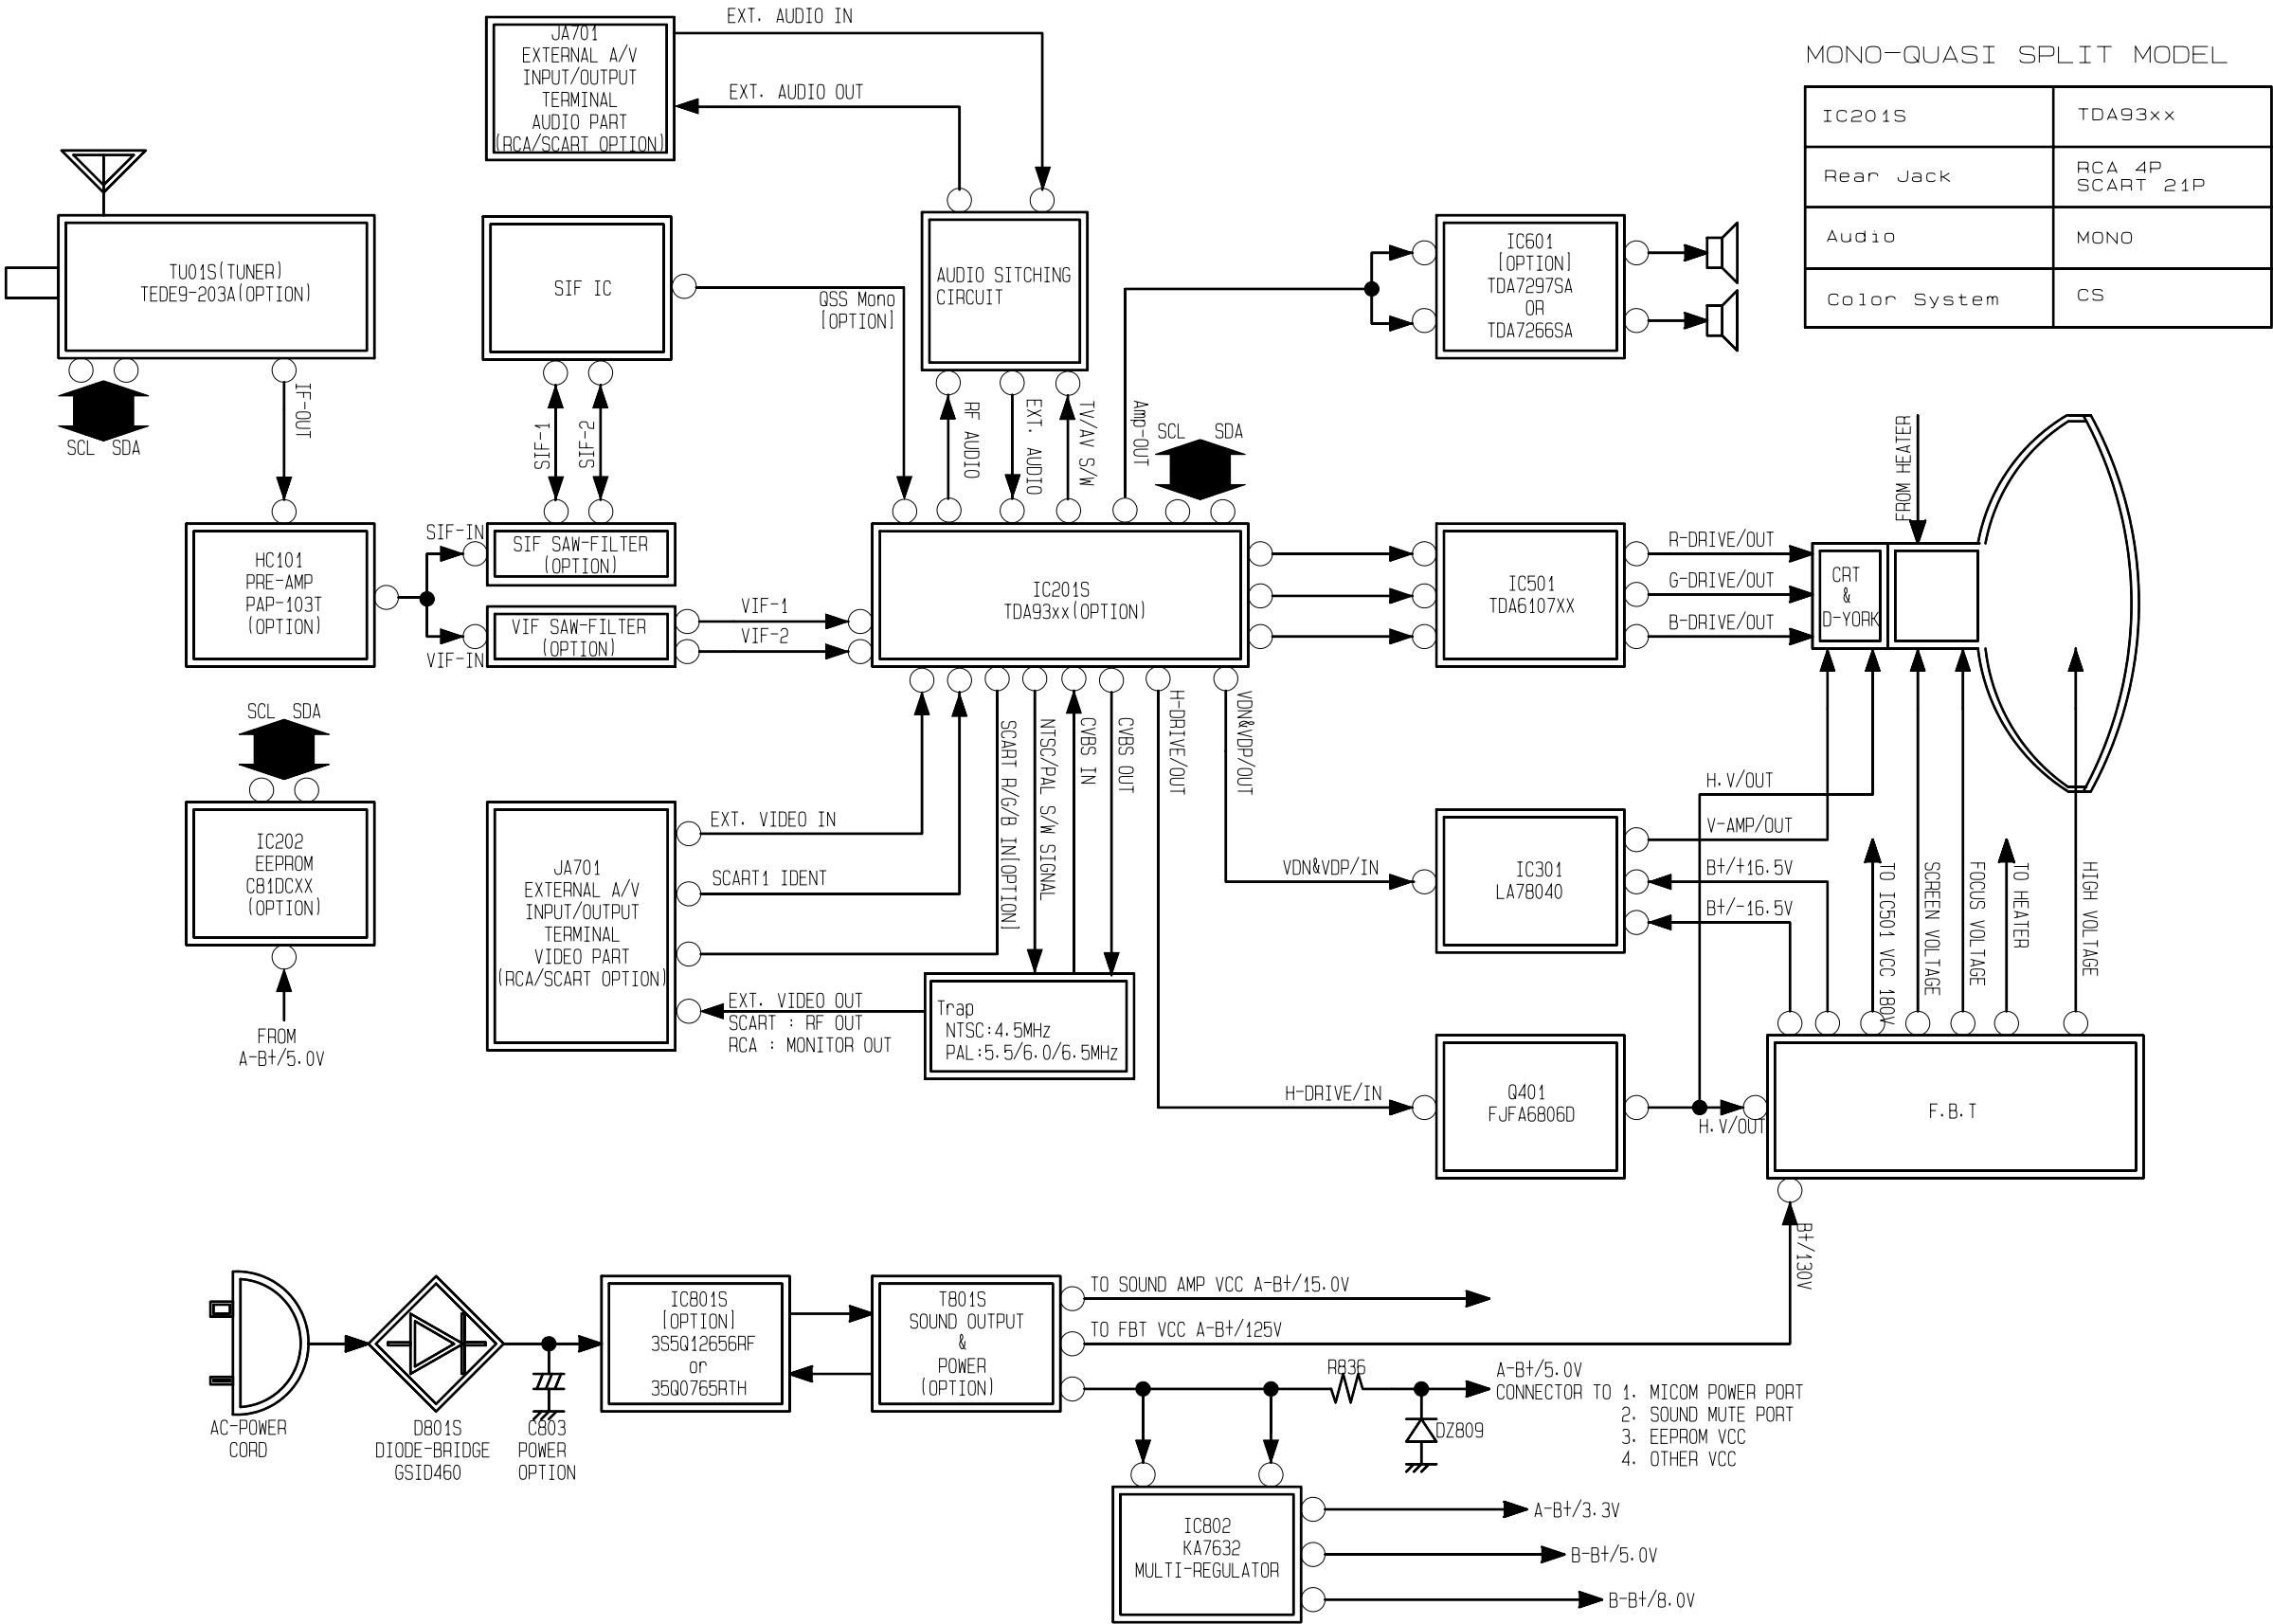 EXT. AUDIO IN
JA701
EXTERNAL A/V
INPUT/OUTPUT
TERMINAL
AUDIO PART
(RCA/SCART OPTION)
EXT. AUDIO OUT
MONO-QUASI SPLIT MODEL
IC201S TDA93xx
Rear Jack RCA 4P
SCART 21P
Audio MONO
Color System CS
TU01S(TUNER)
TEDE9-203A(OPTION)
SCL SDA
IF-OUT
SIF IC
QSS Mono
[OPTION]
SIF-1
SIF-2
AUDIO SITCHING
CIRCUIT
RF AUDIO
EXT. AUDIO
TV/AV S/W
Amp-OUT
SCL SDA
IC601
[OPTION]
TDA7297SA
OR
TDA7266SA
HC101
PRE-AMP
PAP-103T
(OPTION)
SIF-IN
VIF-IN
SIF SAW-FILTER
(OPTION)
VIF SAW-FILTER
(OPTION)
VIF-1
VIF-2
IC201S
TDA93xx(OPTION)
IC501
TDA6107XX
R-DRIVE/OUT
G-DRIVE/OUT
B-DRIVE/OUT
FROM HEATER
CRT
&
D-YORK
SCL SDA
IC202
EEPROM
C81DCXX
(OPTION)
FROM
A-B+/5.0V
JA701
EXTERNAL A/V
INPUT/OUTPUT
TERMINAL
VIDEO PART
(RCA/SCART OPTION)
EXT. VIDEO IN
SCART1 IDENT
EXT. VIDEO OUT
SCART : RF OUT
RCA : MONITOR OUT
SCART R/G/B IN[OPTION]
NTSC/PAL S/W SIGNAL
CVBS IN
CVBS OUT
H-DRIVE/OUT
VDN&VDP/OUT
Trap
NTSC:4.5MHz
PAL:5.5/6.0/6.5MHz
VDN&VDP/IN
IC301
LA78040
H.V/OUT
V-AMP/OUT
B+/+16.5V
B+/-16.5V
TO IC501 VCC 180V
SCREEN VOLTAGE
FOCUS VOLTAGE
TO HEATER
HIGH VOLTAGE
H-DRIVE/IN
Q401
FJFA6806D
H.V/OUT
F.B.T
B+/130V
AC-POWER
CORD
D801S
DIODE-BRIDGE
GSID460
C803
POWER
OPTION
IC801S
[OPTION]
3S5Q12656RF
or
35Q0765RTH
T801S
SOUND OUTPUT
&
POWER
(OPTION)
TO SOUND AMP VCC A-B+/15.0V
TO FBT VCC A-B+/125V
R836
DZ809
A-B+/5.0V
CONNECTOR TO 1. MICOM POWER PORT
2. SOUND MUTE PORT
3. EEPROM VCC
4. OTHER VCC
IC802
KA7632
MULTI-REGULATOR
A-B+/3.3V
B-B+/5.0V
B-B+/8.0V